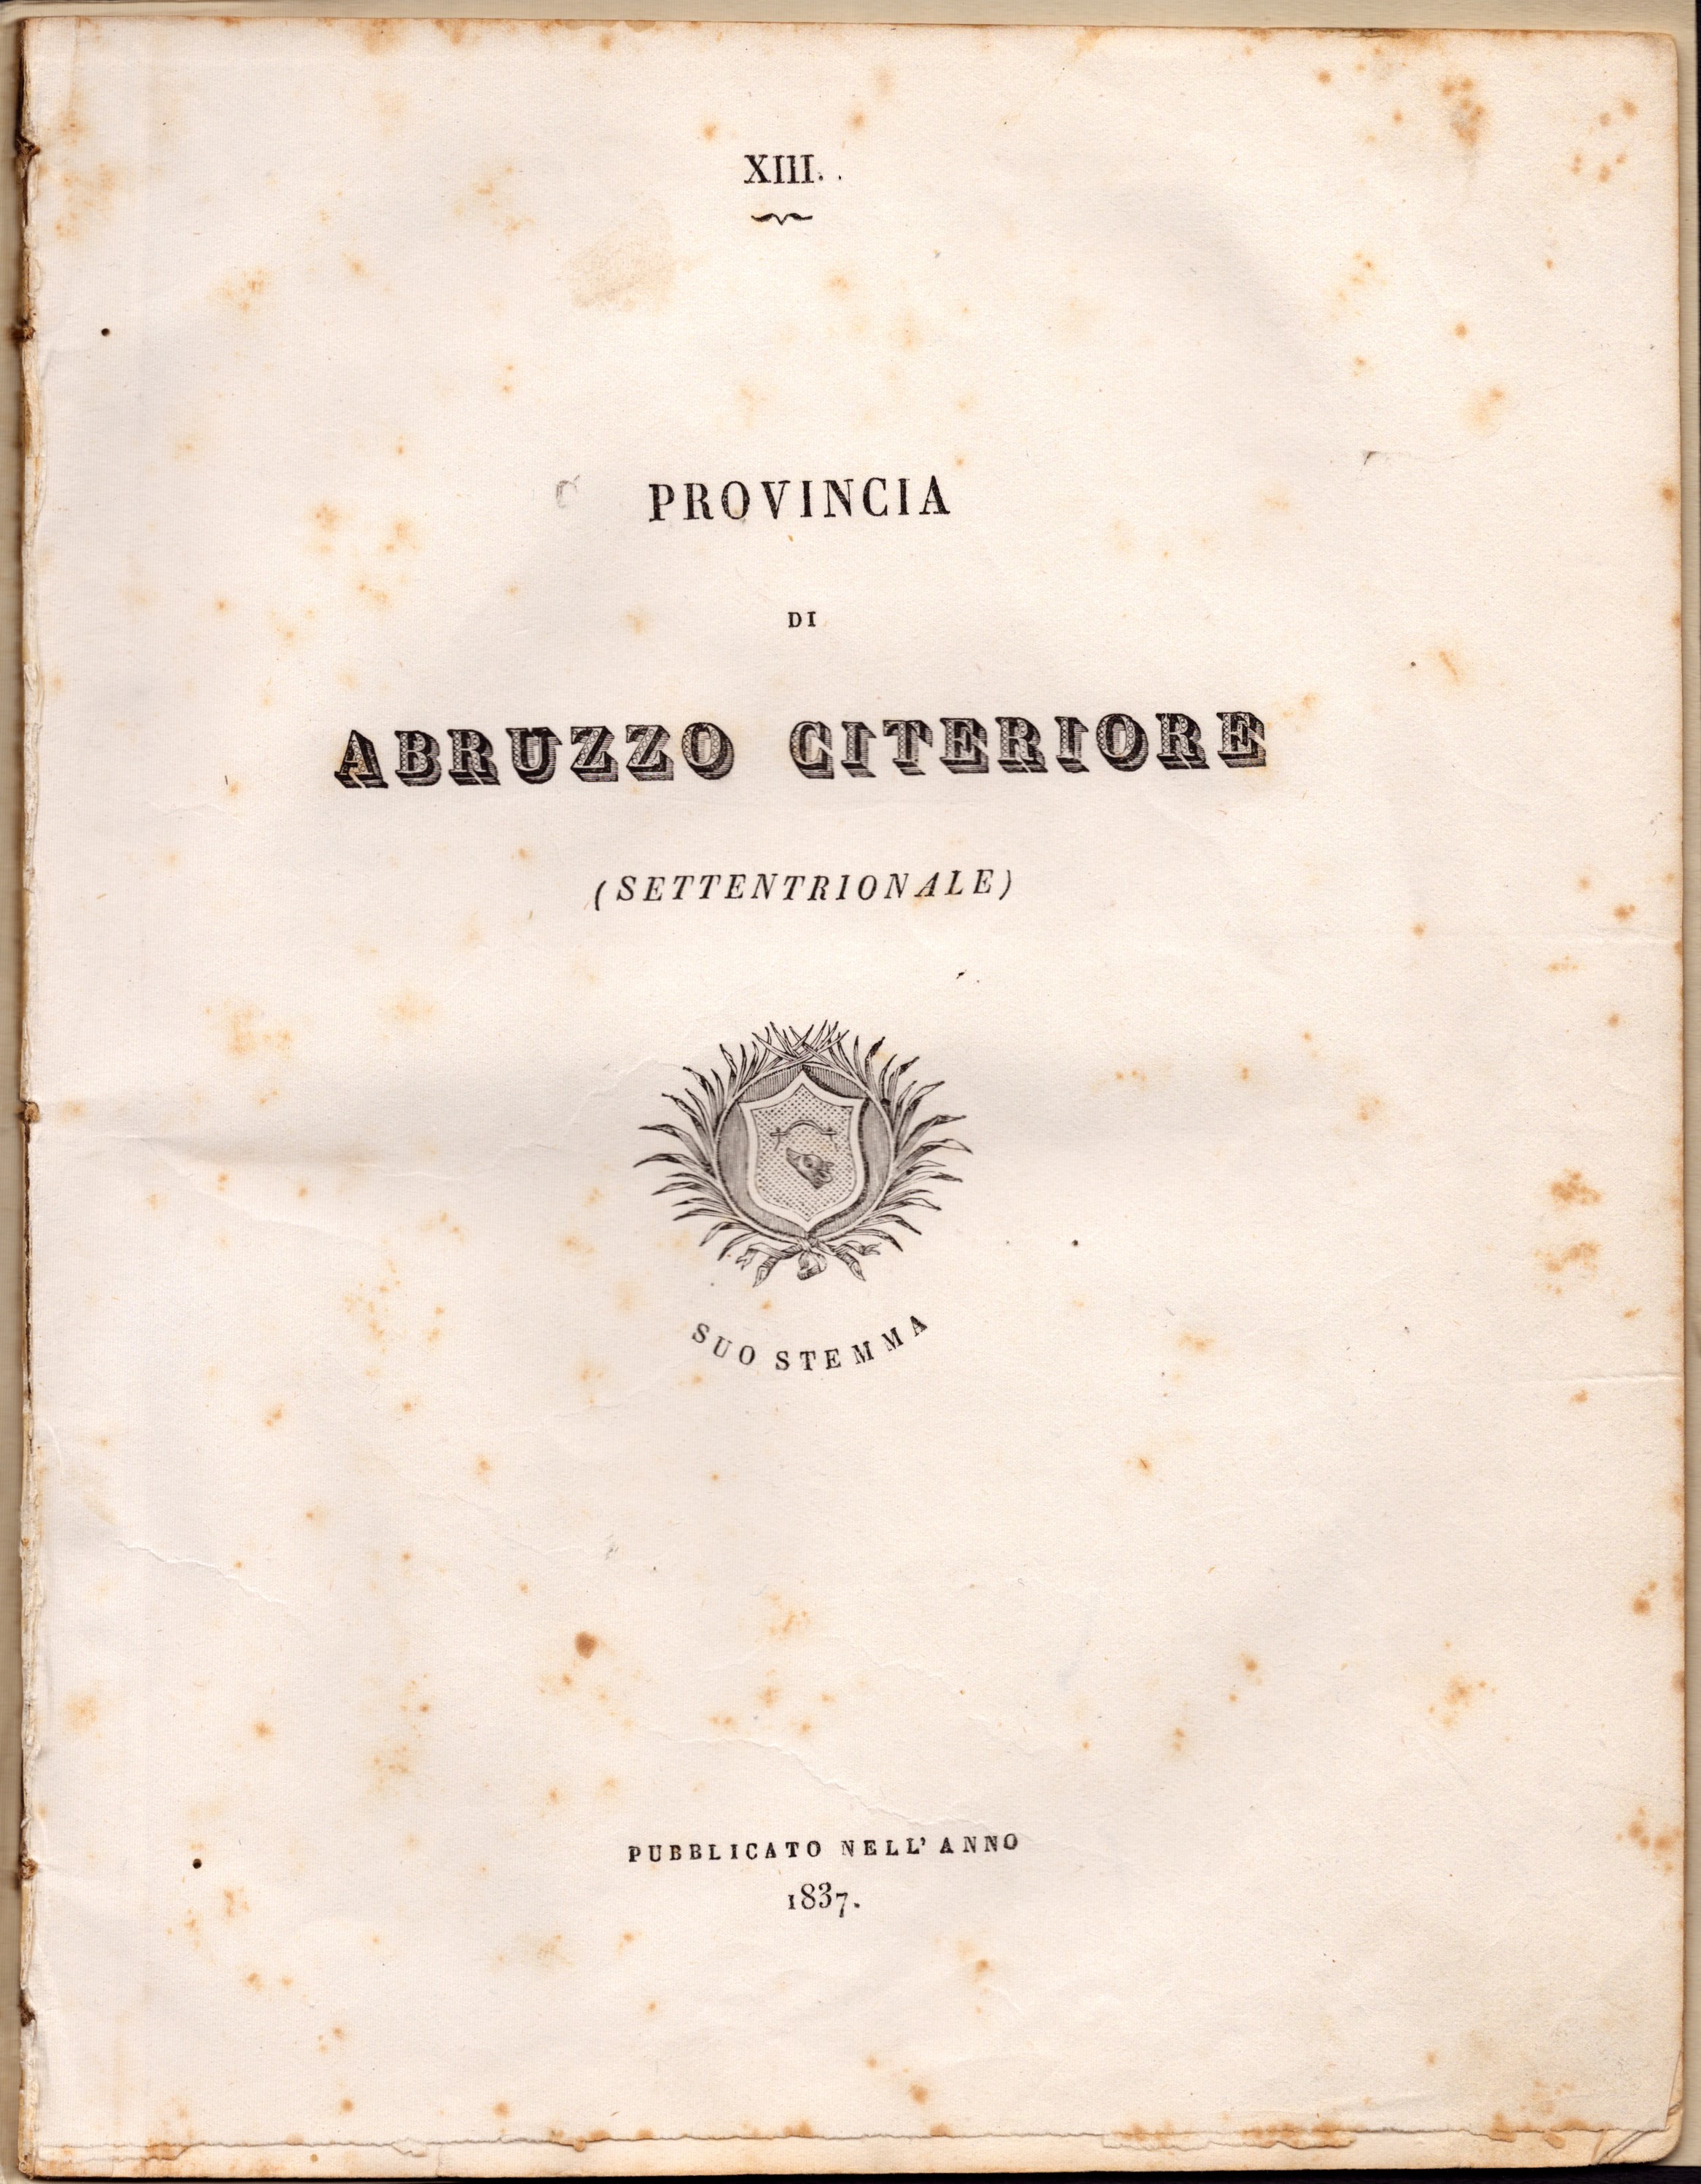 XIII.
PROVINCIA
DI
ABRUZZO CITERIORE
(SETTENTRIONALE)
SUO STEMMA
PUBBLICATO NELL' ANNO
1837.